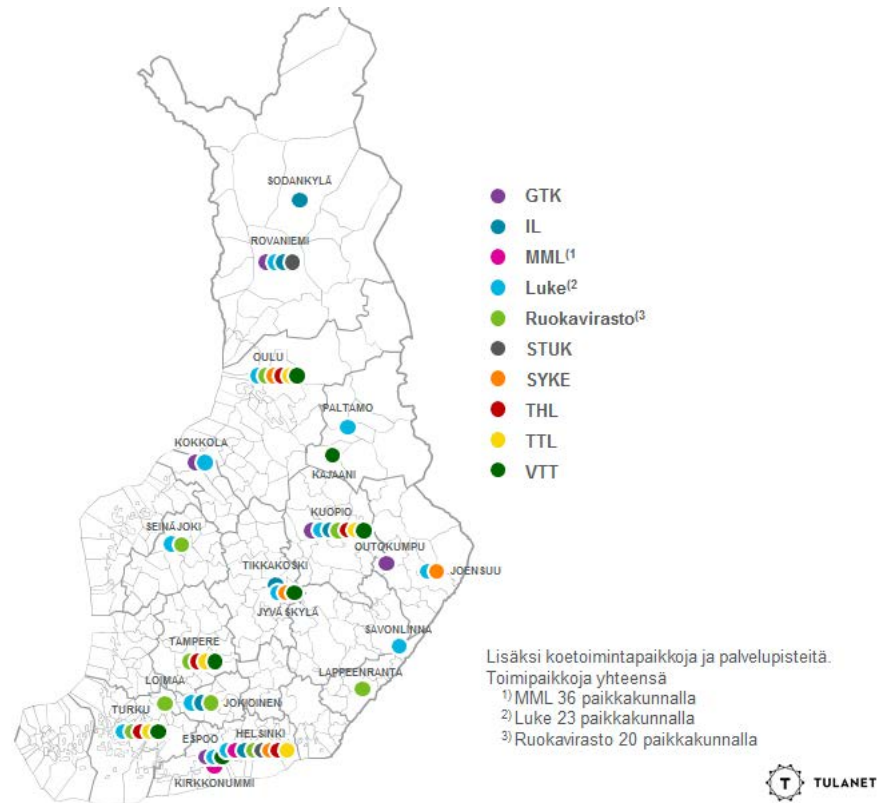 SODANKYLÄ
ROVANIEMI
OULU
PALTAMO
KOKKOLA
KAJAANI
KUOPIO
SEINÄJOKI
OUTOKUMPU
TIKKAKOSKI
JOENSUU
JYVÄSKYLÄ
SAVONLINNA
TAMPERE
LAPPEENRANTA
LOIMAA
JOKIOINEN
TURKU
ESPOO
HELSINKI
KIRKKONUMMI
GTK
IL
MML(1
Luke(2
Ruokavirasto(3
STUK
SYKE
THL
TTL
VTT
Lisäksi koetoimintapaikkoja ja palvelupisteitä.
Toimipaikkoja yhteensä
1) MML 36 paikkakunnalla
2) Luke 23 paikkakunnalla
3) Ruokavirasto 20 paikkakunnalla
T TULANET